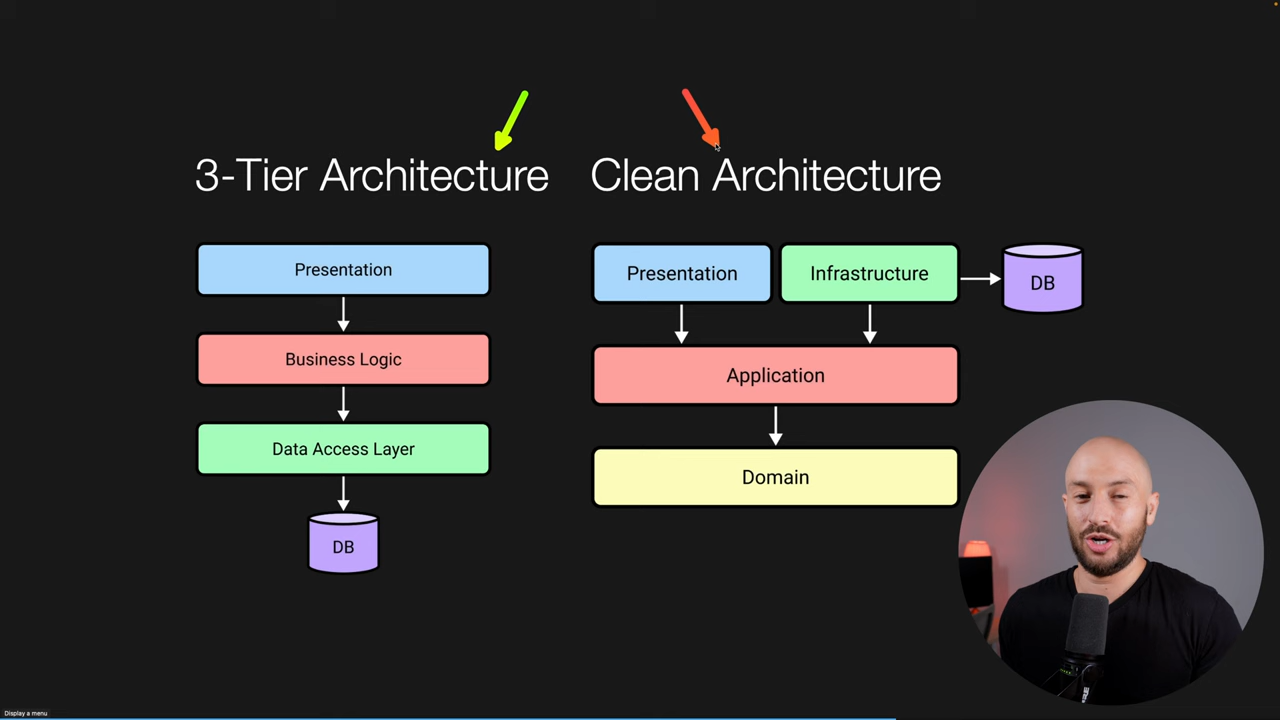 3-Tier Architecture
Presentation
Business Logic
Data Access Layer
DB
Clean Architecture
Presentation
Infrastructure
DB
Application
Domain
Display a menu